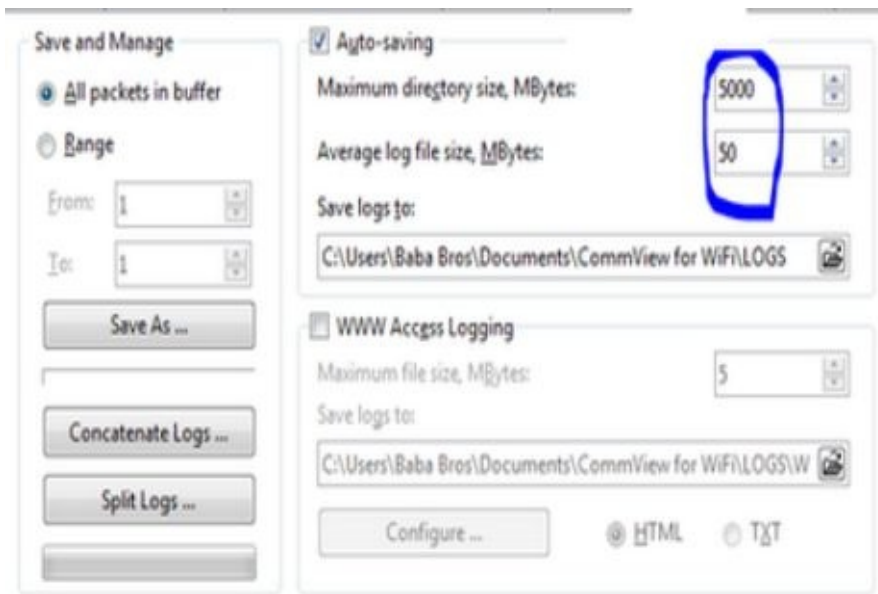 Save and Manage
All packets in buffer
Range
From: 1
To: 1
Save As ...
Concatenate Logs ...
Split Logs ...
Auto-saving
Maximum directory size, MBytes: 5000
Average log file size, MBytes: 50
Save logs to:
C:\Users\Baba Bros\Documents\CommView for WiFi\LOGS
WWW Access Logging
Maximum file size, MBytes: 5
Save logs to:
C:\Users\Baba Bros\Documents\CommView for WiFi\LOGS\W
Configure ... HTML TXT